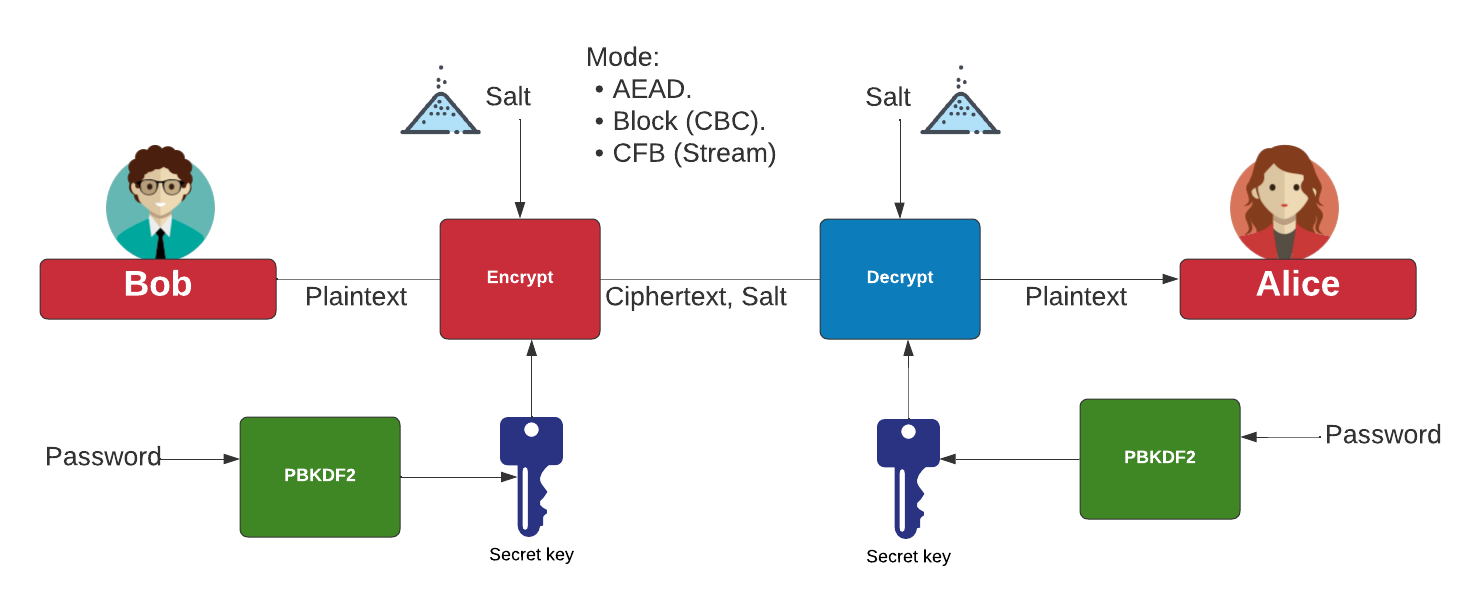 Mode:
• AEAD.
• Block (CBC).
• CFB (Stream)
Salt
Salt
Bob
Plaintext
Encrypt
Ciphertext, Salt
Decrypt
Plaintext
Alice
Password
PBKDF2
Secret key
Secret key
PBKDF2
Password